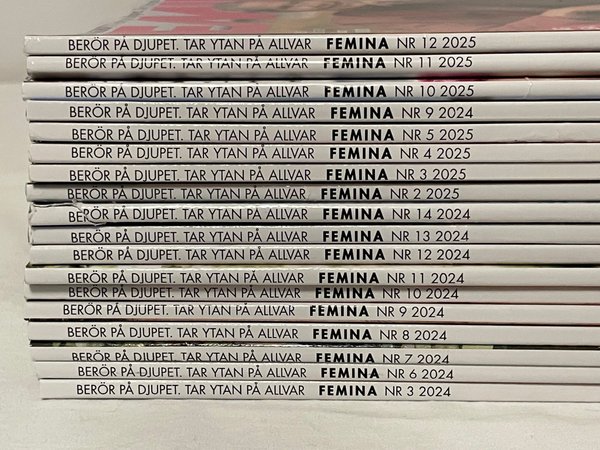 BERÖR PÅ DJUPET. TAR YTAN PÅ ALLVAR FEMINA NR 12 2025
BERÖR PÅ DJUPET. TAR YTAN PÅ ALLVAR FEMINA NR 11 2025
BERÖR PÅ DJUPET. TAR YTAN PÅ ALLVAR FEMINA NR 10 2025
BERÖR PÅ DJUPET. TAR YTAN PÅ ALLVAR FEMINA NR 9 2024
BERÖR PÅ DJUPET. TAR YTAN PÅ ALLVAR FEMINA NR 5 2025
BERÖR PÅ DJUPET. TAR YTAN PÅ ALLVAR FEMINA NR 4 2025
BERÖR PÅ DJUPET. TAR YTAN PÅ ALLVAR FEMINA NR 3 2025
BERÖR PÅ DJUPET. TAR YTAN PÅ ALLVAR FEMINA NR 2 2025
BERÖR PÅ DJUPET. TAR YTAN PÅ ALLVAR FEMINA NR 14 2024
BERÖR PÅ DJUPET. TAR YTAN PÅ ALLVAR FEMINA NR 13 2024
BERÖR PÅ DJUPET. TAR YTAN PÅ ALLVAR FEMINA NR 12 2024
BERÖR PÅ DJUPET. TAR YTAN PÅ ALLVAR FEMINA NR 11 2024
BERÖR PÅ DJUPET. TAR YTAN PÅ ALLVAR FEMINA NR 10 2024
BERÖR PÅ DJUPET. TAR YTAN PÅ ALLVAR FEMINA NR 9 2024
BERÖR PÅ DJUPET. TAR YTAN PÅ ALLVAR FEMINA NR 8 2024
BERÖR PÅ DJUPET. TAR YTAN PÅ ALLVAR FEMINA NR 7 2024
BERÖR PÅ DJUPET. TAR YTAN PÅ ALLVAR FEMINA NR 6 2024
BERÖR PÅ DJUPET. TAR YTAN PÅ ALLVAR FEMINA NR 3 2024